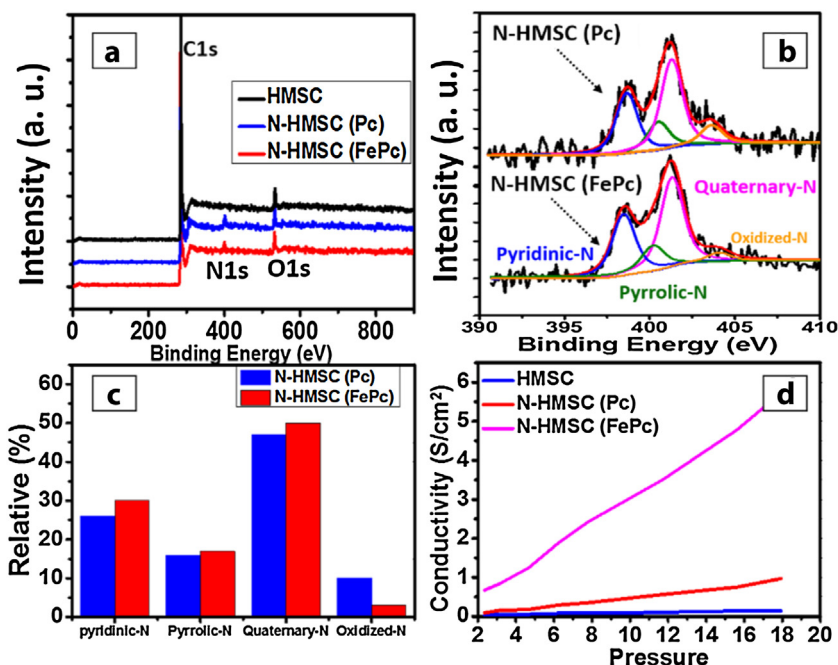 a
C1s
HMSC
N-HMSC (Pc)
N-HMSC (FePc)
N1s
O1s
Intensity (a. u.)
0 200 400 600 800
Binding Energy (eV)
b
N-HMSC (Pc)
N-HMSC (FePc)
Quaternary-N
Pyridinic-N
Oxidized-N
Pyrrolic-N
Intensity (a. u.)
390 395 400 405 410
Binding Energy (eV)
c
N-HMSC (Pc)
N-HMSC (FePc)
Relative (%)
60
50
40
30
20
10
0
pyridinic-N Pyrrolic-N Quaternary-N Oxidized-N
d
HMSC
N-HMSC (Pc)
N-HMSC (FePc)
Conductivity (S/cm²)
6
5
4
3
2
1
0
2 4 6 8 10 12 14 16 18 20
Pressure